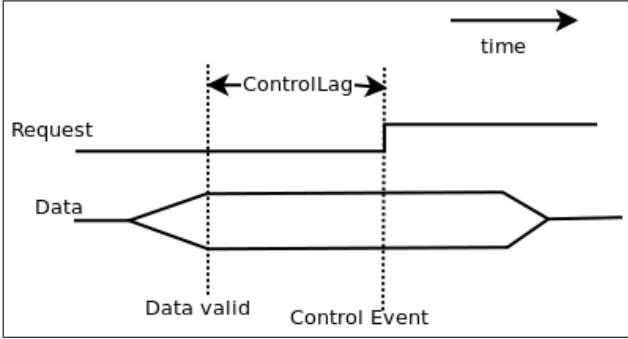 time
ControlLag
Request
Data
Data valid
Control Event